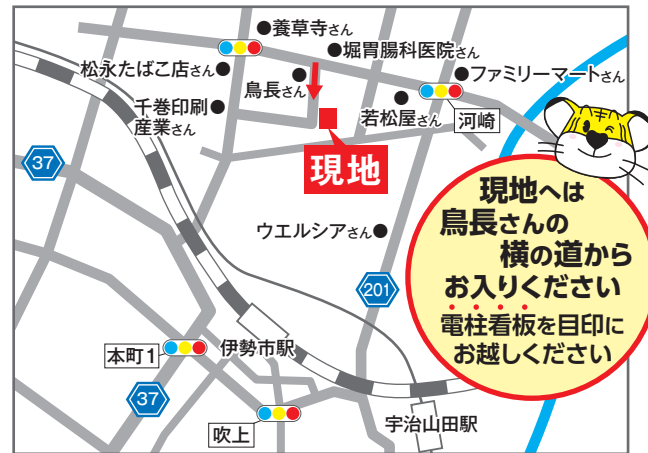 養草寺さん
堀胃腸科医院さん
松永たばこ店さん
鳥長さん
ファミリーマートさん
千巻印刷
産業さん
若松屋さん
河崎
現地
37
現地へは
鳥長さんの
横の道から
お入りください
電柱看板を目印に
お越しください
ウエルシアさん
201
本町1
伊勢市駅
37
吹上
宇治山田駅